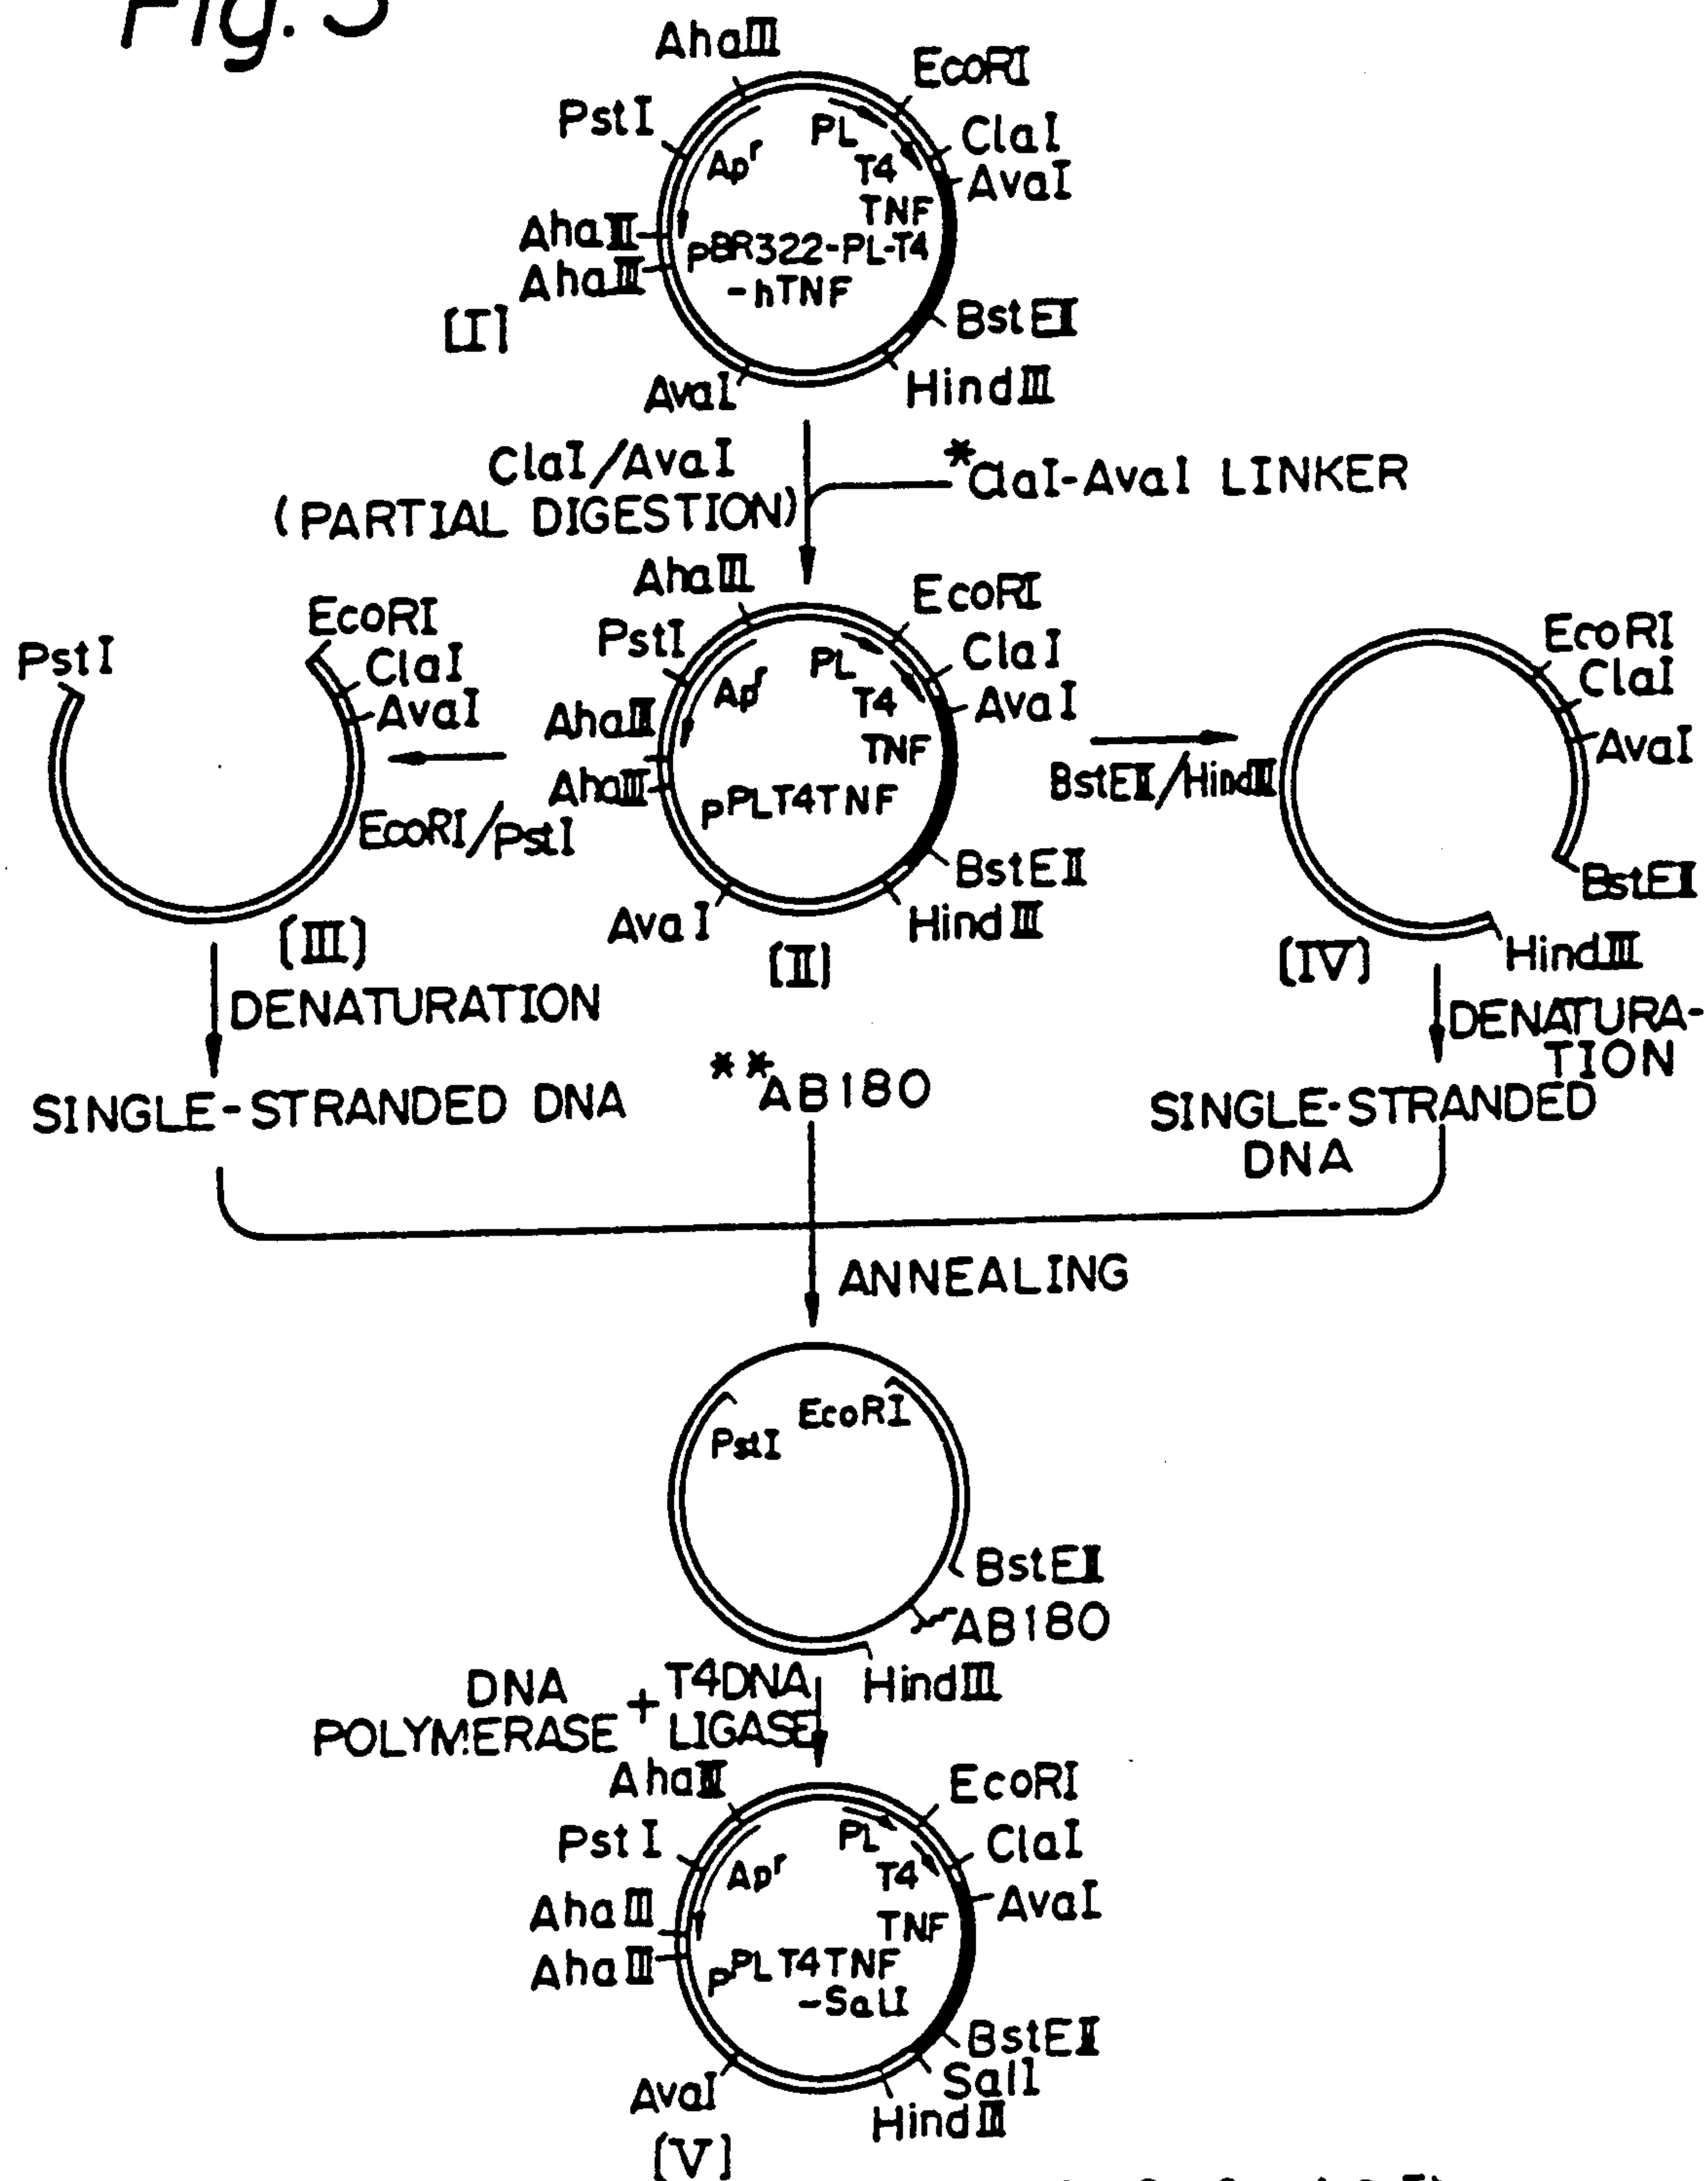 Fig. 3
AhaIII
EcoRI
PstI
ClaI
AvaI
PL
T4
Apr
TNF
AhaIII
AhaIII
pBR322-PL-T4
-hTNF
[I]
BstEII
HindIII
AvaI
ClaI/AvaI
(PARTIAL DIGESTION)
*ClaI-AvaI LINKER
AhaIII
EcoRI
PstI
ClaI
AvaI
PL
T4
Apr
TNF
AhaIII
AhaIII
pPLT4TNF
BstEII
HindIII
AvaI
[II]
PstI
EcoRI
ClaI
AvaI
EcoRI/PstI
[III]
BstEII/HindIII
EcoRI
ClaI
AvaI
BstEII
HindIII
[IV]
DENATURATION
DENATURA-
TION
SINGLE-STRANDED DNA
**AB180
SINGLE-STRANDED
DNA
ANNEALING
EcoRI
PstI
BstEII
AB180
HindIII
DNA
POLYMERASE
+
T4DNA
LIGASE
AhaIII
EcoRI
PstI
ClaI
AvaI
PL
T4
Apr
TNF
AhaIII
AhaIII
pPLT4TNF
-SalI
BstEII
SalI
HindIII
AvaI
[V]